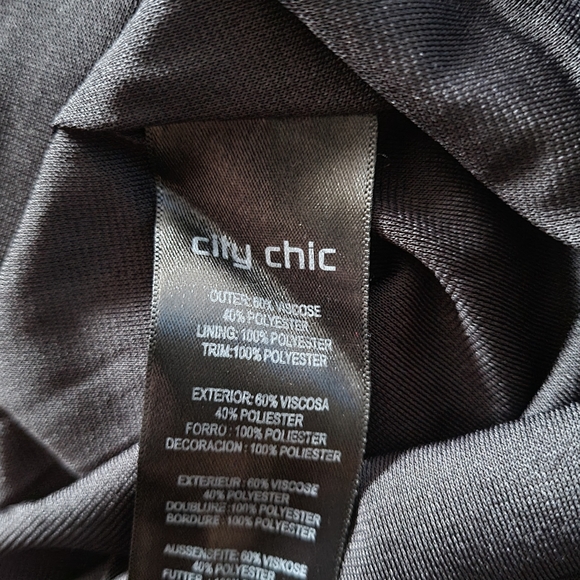 city chic
OUTER: 60% VISCOSE
40% POLYESTER
LINING: 100% POLYESTER
TRIM:100% POLYESTER
EXTERIOR: 60% VISCOSA
40% POLIESTER
FORRO : 100% POLIESTER
DECORACION : 100% POLIESTER
EXTERIEUR: 60% VISCOSE
40% POLYESTER
DOUBLURE : 100% POLYESTER
BORDURE : 100% POLYESTER
AUSSENSFITE: 60% VISKOSE
40% POLYESTER